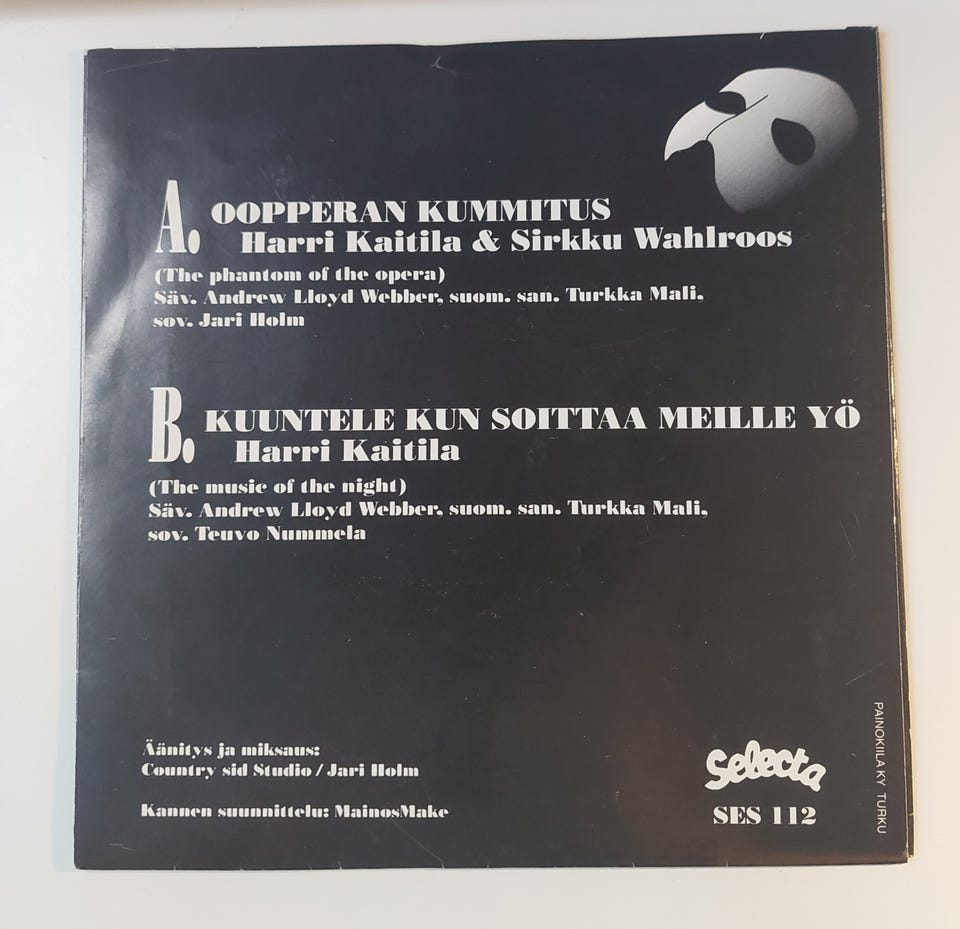 A. OOPPERAN KUMMITUS
Harri Kaitila & Sirkku Wahlroos
(The phantom of the opera)
Säv. Andrew Lloyd Webber, suom. san. Turkka Mali,
sov. Jari Holm
B. KUUNTELE KUN SOITTAA MEILLE YÖ
Harri Kaitila
(The music of the night)
Säv. Andrew Lloyd Webber, suom. san. Turkka Mali,
sov. Teuvo Nummela
Äänitys ja miksaus:
Country sid Studio / Jari Holm
Kannen suunnittelu: MainosMake
Selecta
SES 112
PAINOKIILA KY TURKU